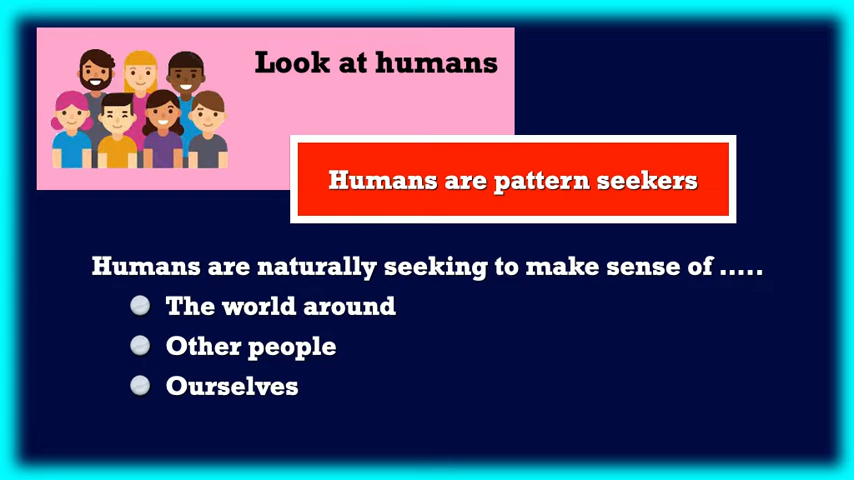 Look at humans
Humans are pattern seekers
Humans are naturally seeking to make sense of .....
The world around
Other people
Ourselves